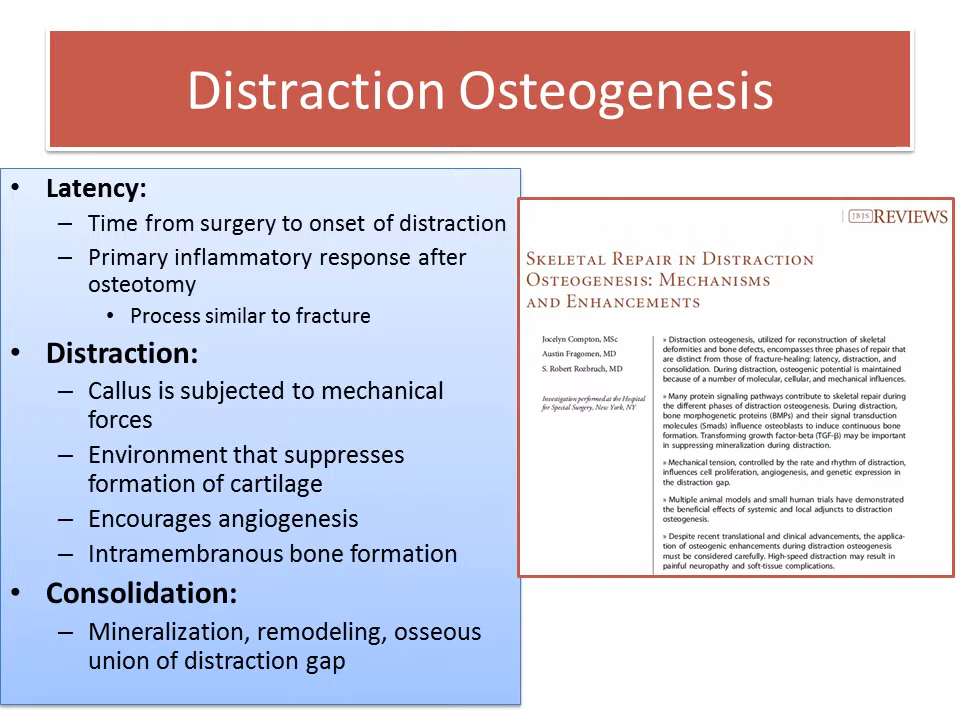 Distraction Osteogenesis
• Latency:
– Time from surgery to onset of distraction
– Primary inflammatory response after
osteotomy
• Process similar to fracture
• Distraction:
– Callus is subjected to mechanical
forces
– Environment that suppresses
formation of cartilage
– Encourages angiogenesis
– Intramembranous bone formation
• Consolidation:
– Mineralization, remodeling, osseous
union of distraction gap
| JBJS REVIEWS
SKELETAL REPAIR IN DISTRACTION
OSTEOGENESIS: MECHANISMS
AND ENHANCEMENTS
Jocelyn Compton, MSc
Austin Fragomen, MD
S. Robert Rozbruch, MD
Investigation performed at the Hospital
for Special Surgery, New York, NY
» Distraction osteogenesis, utilized for reconstruction of skeletal
deformities and bone defects, encompasses three phases of repair that
are distinct from those of fracture-healing: latency, distraction, and
consolidation. During distraction, osteogenic potential is maintained
because of a number of molecular, cellular, and mechanical influences.
» Many protein signaling pathways contribute to skeletal repair during
the different phases of distraction osteogenesis. During distraction,
bone morphogenetic proteins (BMPs) and their signal transduction
molecules (Smads) influence osteoblasts to induce continuous bone
formation. Transforming growth factor-beta (TGF-β) may be important
in suppressing mineralization during distraction.
» Mechanical tension, controlled by the rate and rhythm of distraction,
influences cell proliferation, angiogenesis, and genetic expression in
the distraction gap.
» Multiple animal models and small human trials have demonstrated
the beneficial effects of systemic and local adjuncts to distraction
osteogenesis.
» Despite recent translational and clinical advancements, the applica-
tion of osteogenic enhancements during distraction osteogenesis
must be considered carefully. High-speed distraction may result in
painful neuropathy and soft-tissue complications.